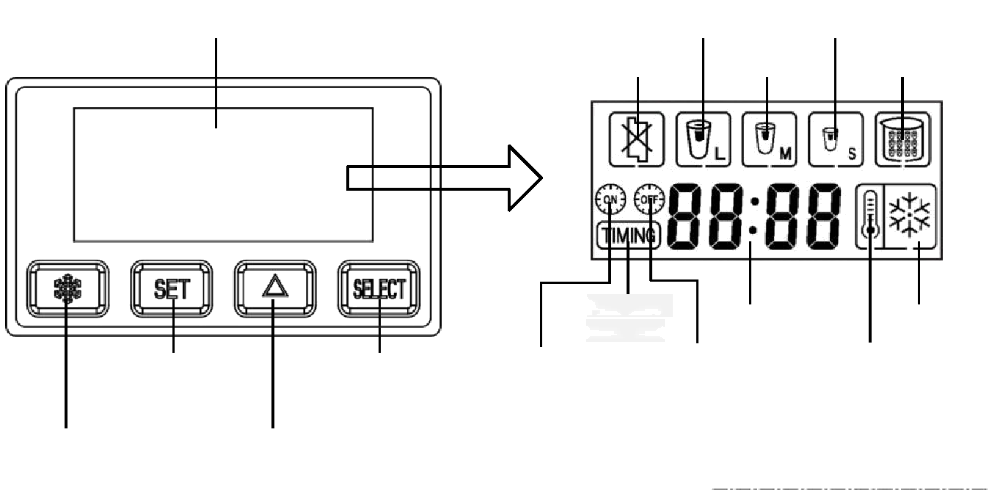 L M S
ON OFF 88:88
TIMING
SET SELECT